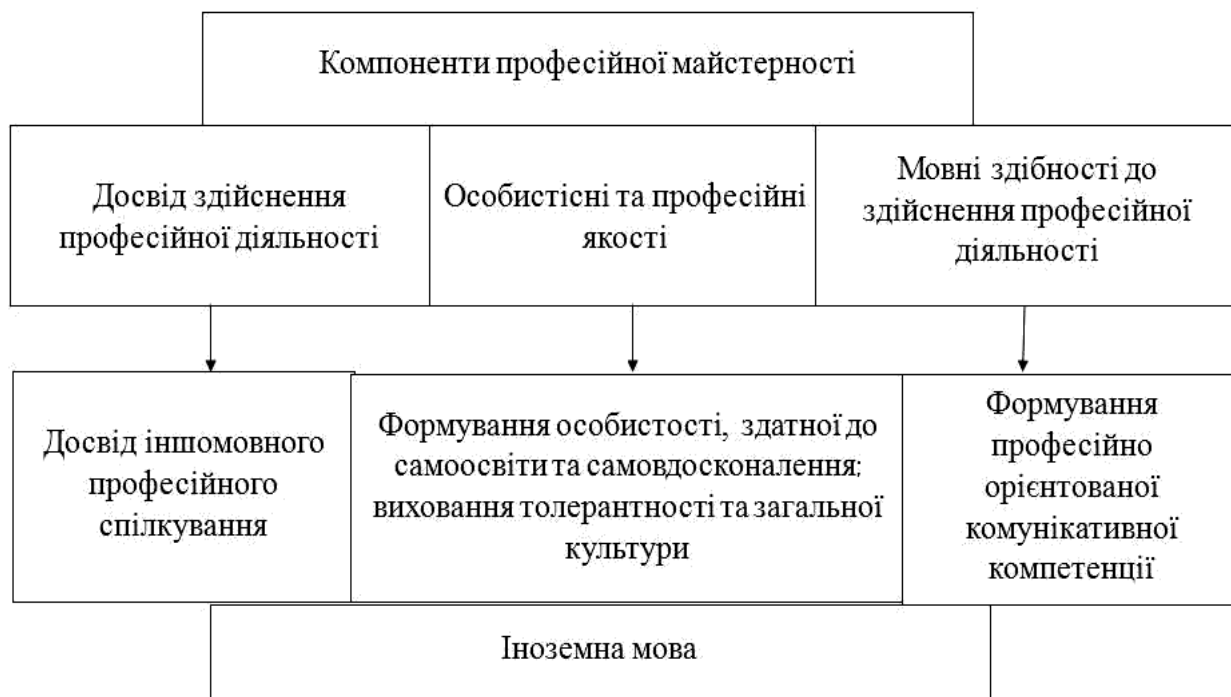 Компоненти професійної майстерності
Досвід здійснення
професійної діяльності
Особистісні та професійні
якості
Мовні здібності до
здійснення професійної
діяльності
Досвід іншомовного
професійного
спілкування
Формування особистості, здатної до
самоосвіти та самовдосконалення;
виховання толерантності та загальної
культури
Формування
професійно
орієнтованої
комунікативної
компетенції
Іноземна мова